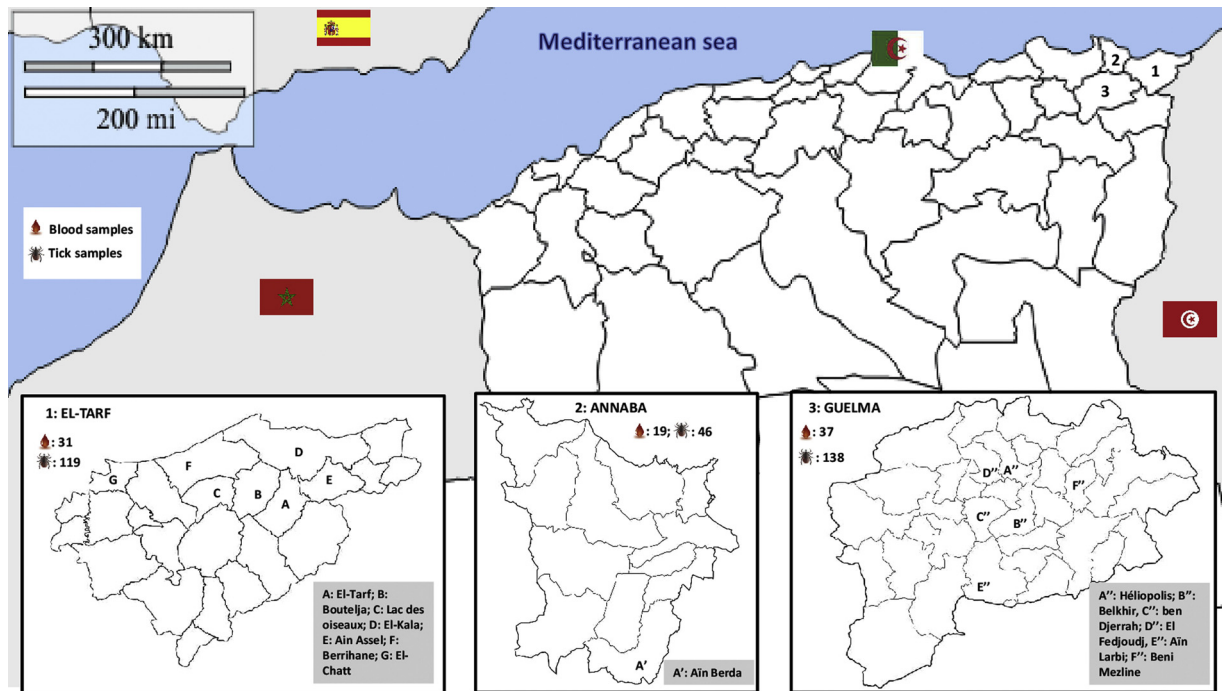 300 km
200 mi
Mediterranean sea
2
1
3
Blood samples
Tick samples
1: EL-TARF
: 31
: 119
F
D
G
C
B
A
E
A: El-Tarf; B:
Boutelja; C: Lac des
oiseaux; D: El-Kala;
E: Ain Assel; F:
Berrihane; G: El-
Chatt
2: ANNABA
: 19; : 46
A'
A': Aïn Berda
3: GUELMA
: 37
: 138
D'' A''
F''
C''
B''
E''
A'': Héliopolis; B'':
Belkhir, C'': ben
Djerrah; D'': El
Fedjoudj, E'': Aïn
Larbi; F'': Beni
Mezline